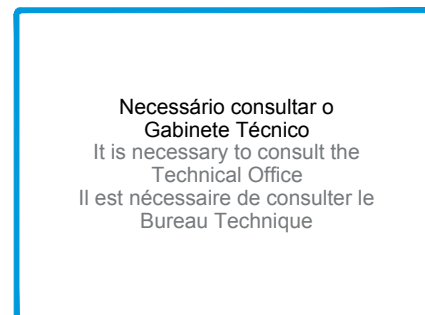 Necessário consultar o
Gabinete Técnico
It is necessary to consult the
Technical Office
Il est nécessaire de consulter le
Bureau Technique